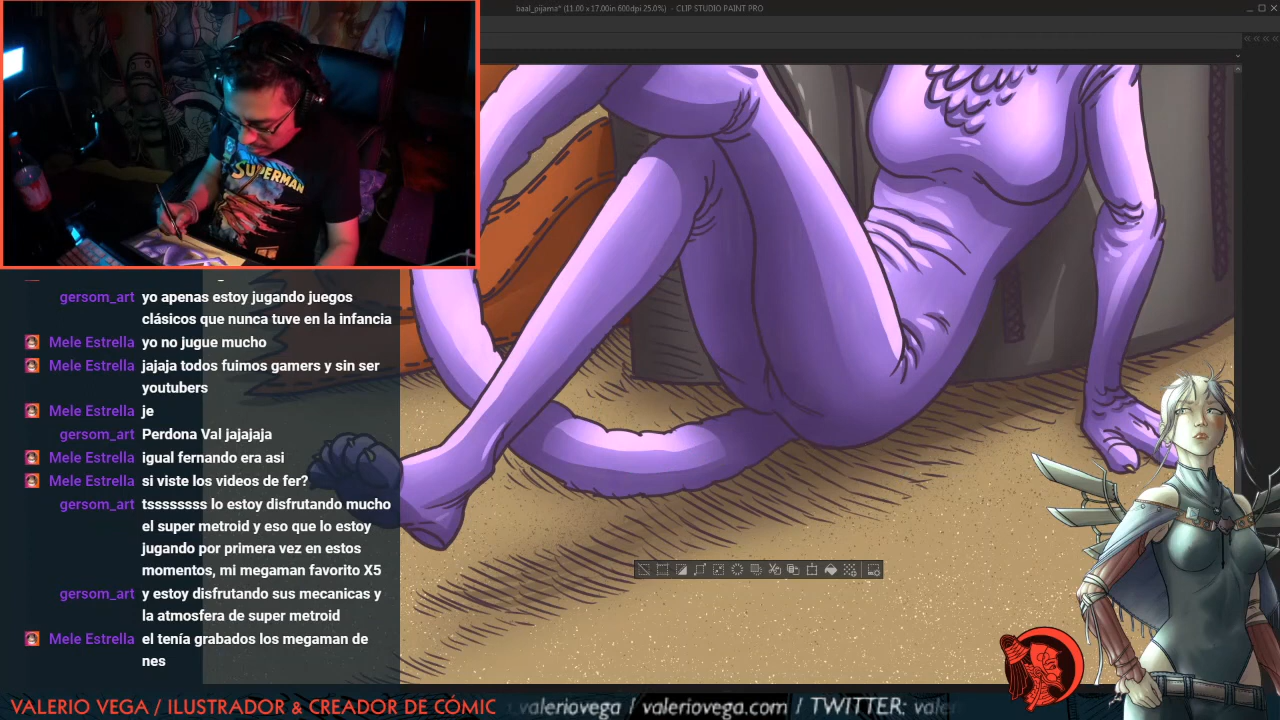 baal_pijama* (11.00 x 17.00in 600dpi 25.0%) - CLIP STUDIO PAINT PRO
SUPERMAN
gersom_art yo apenas estoy jugando juegos
clásicos que nunca tuve en la infancia
Mele Estrella yo no jugue mucho
Mele Estrella jajaja todos fuimos gamers y sin ser
youtubers
Mele Estrella je
gersom_art Perdona Val jajajaja
Mele Estrella igual fernando era asi
Mele Estrella si viste los videos de fer?
gersom_art tssssssss lo estoy disfrutando mucho
el super metroid y eso que lo estoy
jugando por primera vez en estos
momentos, mi megaman favorito X5
gersom_art y estoy disfrutando sus mecanicas y
la atmosfera de super metroid
Mele Estrella el tenía grabados los megaman de
nes
VALERIO VEGA / ILUSTRADOR & CREADOR DE CÓMIC
valeriovega / valeriovega.com / TWITTER: vale